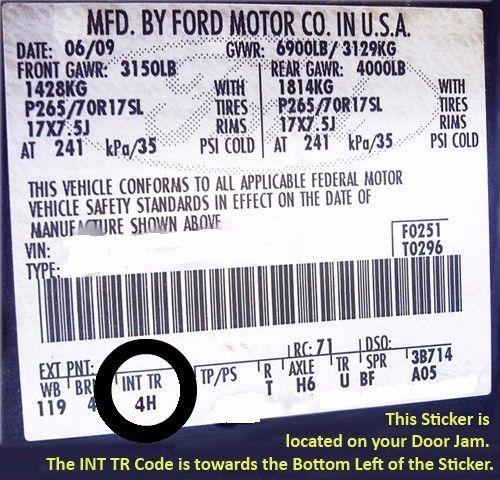 MFD. BY FORD MOTOR CO. IN U.S.A.
DATE: 06/09 GVWR: 6900LB/ 3129KG
FRONT GAWR: 3150LB REAR GAWR: 4000LB
1428KG WITH 1814KG WITH
P265/70R17SL TIRES P265/70R17SL TIRES
17X7.5J RIMS 17X7.5J RIMS
AT 241 kPa/35 PSI COLD AT 241 kPa/35 PSI COLD
THIS VEHICLE CONFORMS TO ALL APPLICABLE FEDERAL MOTOR
VEHICLE SAFETY STANDARDS IN EFFECT ON THE DATE OF
MANUFACTURE SHOWN ABOVE
F0251
VIN: T0296
TYPE:
EXT PNT: RC: 71 DSO:
WB BRK INT TR TP/PS R AXLE TR SPR 3B714
119 4 4H T H6 U BF A05
This Sticker is
located on your Door Jam.
The INT TR Code is towards the Bottom Left of the Sticker.